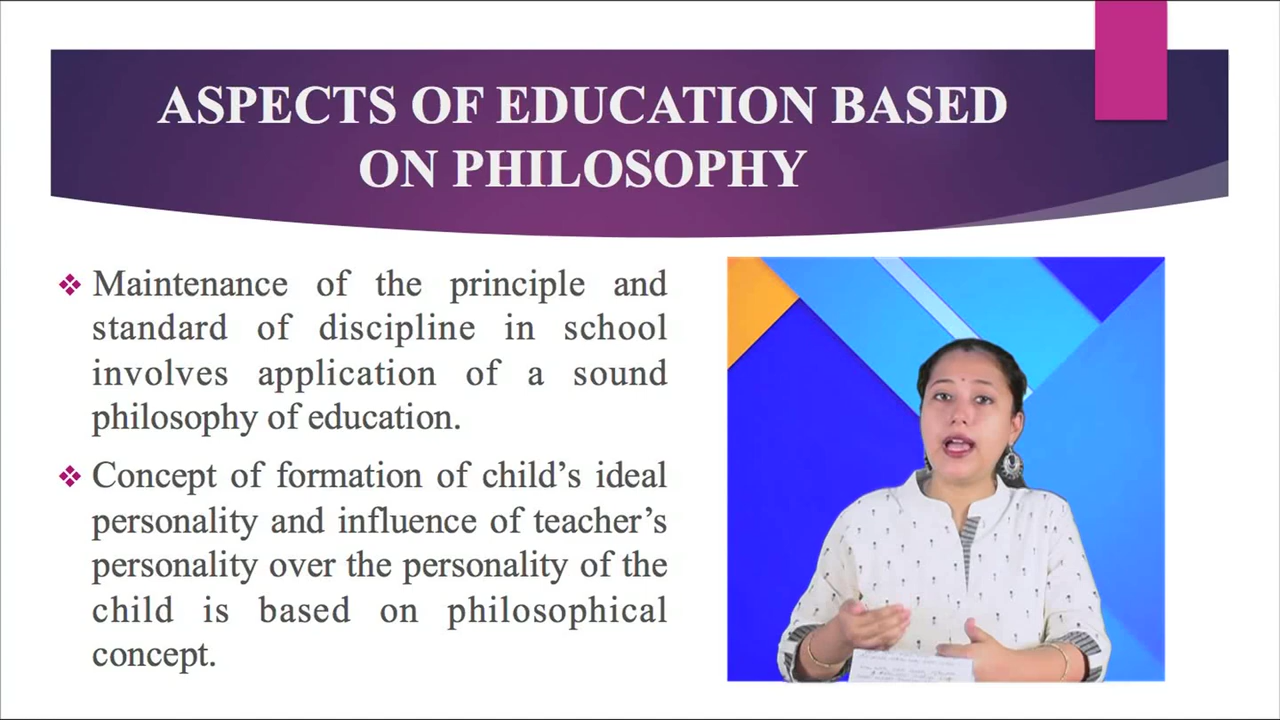 ASPECTS OF EDUCATION BASED
ON PHILOSOPHY
Maintenance of the principle and
standard of discipline in school
involves application of a sound
philosophy of education.
Concept of formation of child’s ideal
personality and influence of teacher’s
personality over the personality of the
child is based on philosophical
concept.